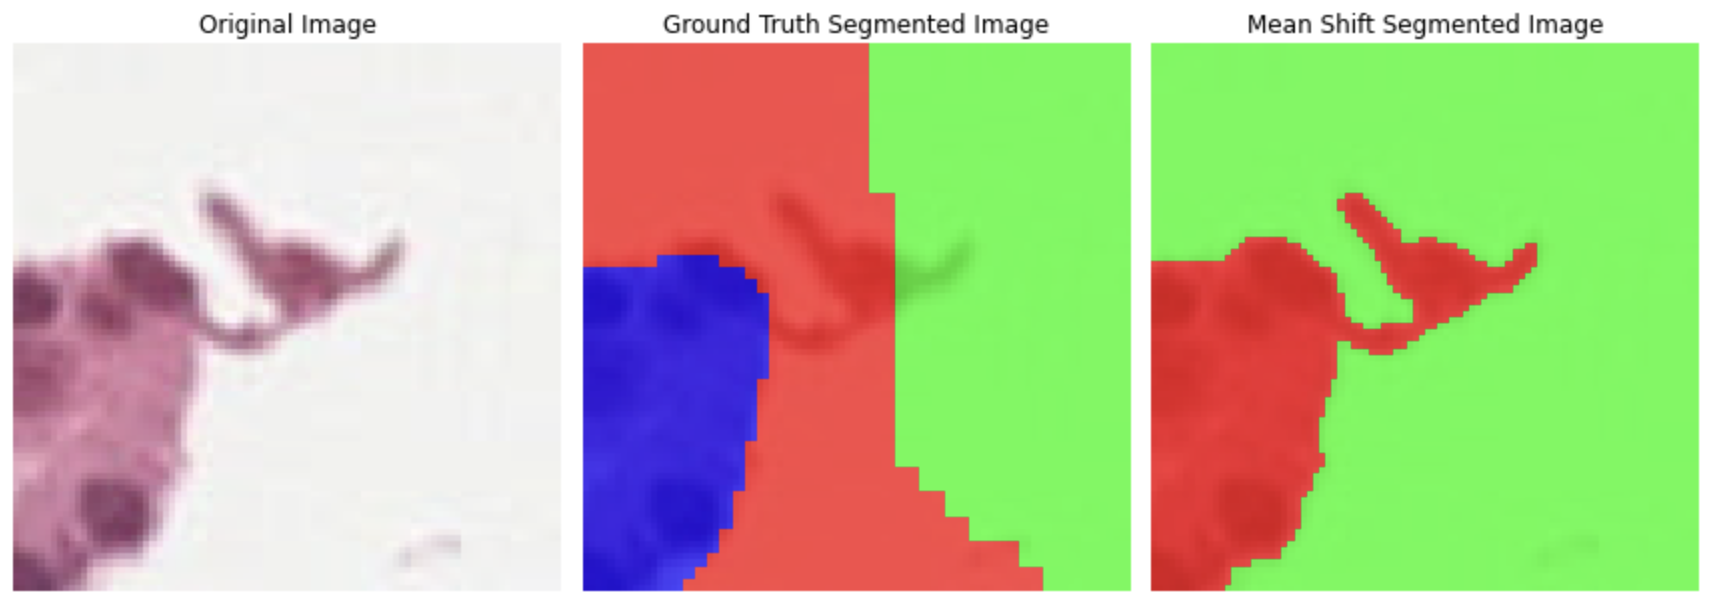 Original Image
Ground Truth Segmented Image
Mean Shift Segmented Image